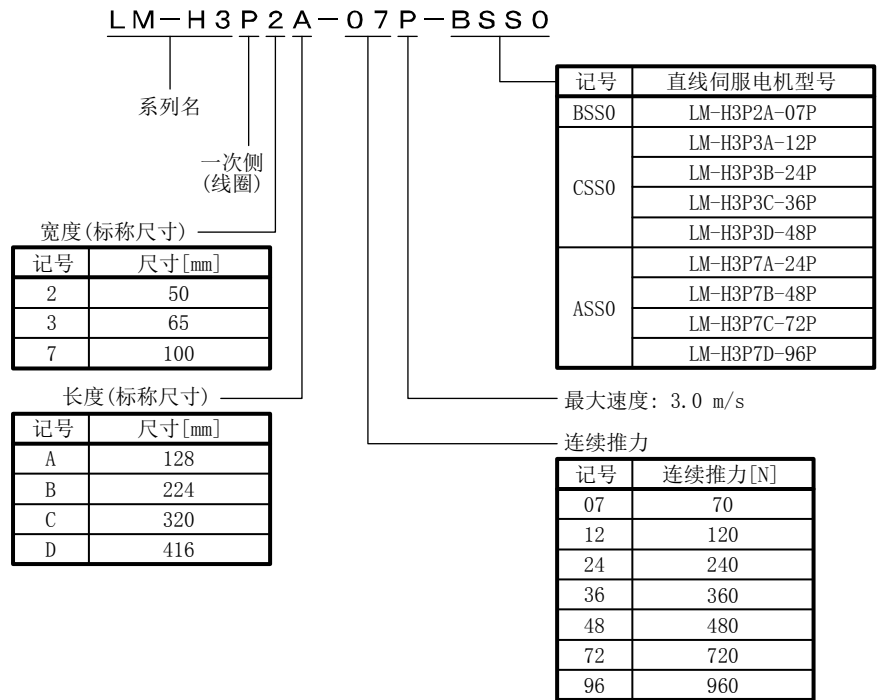 LM-H3P2A-07P-BSS0
系列名
一次侧
(线圈)
宽度(标称尺寸)
记号 尺寸[mm]
2 50
3 65
7 100
长度(标称尺寸)
记号 尺寸[mm]
A 128
B 224
C 320
D 416
记号 直线伺服电机型号
BSS0 LM-H3P2A-07P
CSS0 LM-H3P3A-12P
LM-H3P3B-24P
LM-H3P3C-36P
LM-H3P3D-48P
ASS0 LM-H3P7A-24P
LM-H3P7B-48P
LM-H3P7C-72P
LM-H3P7D-96P
最大速度: 3.0 m/s
连续推力
记号 连续推力[N]
07 70
12 120
24 240
36 360
48 480
72 720
96 960